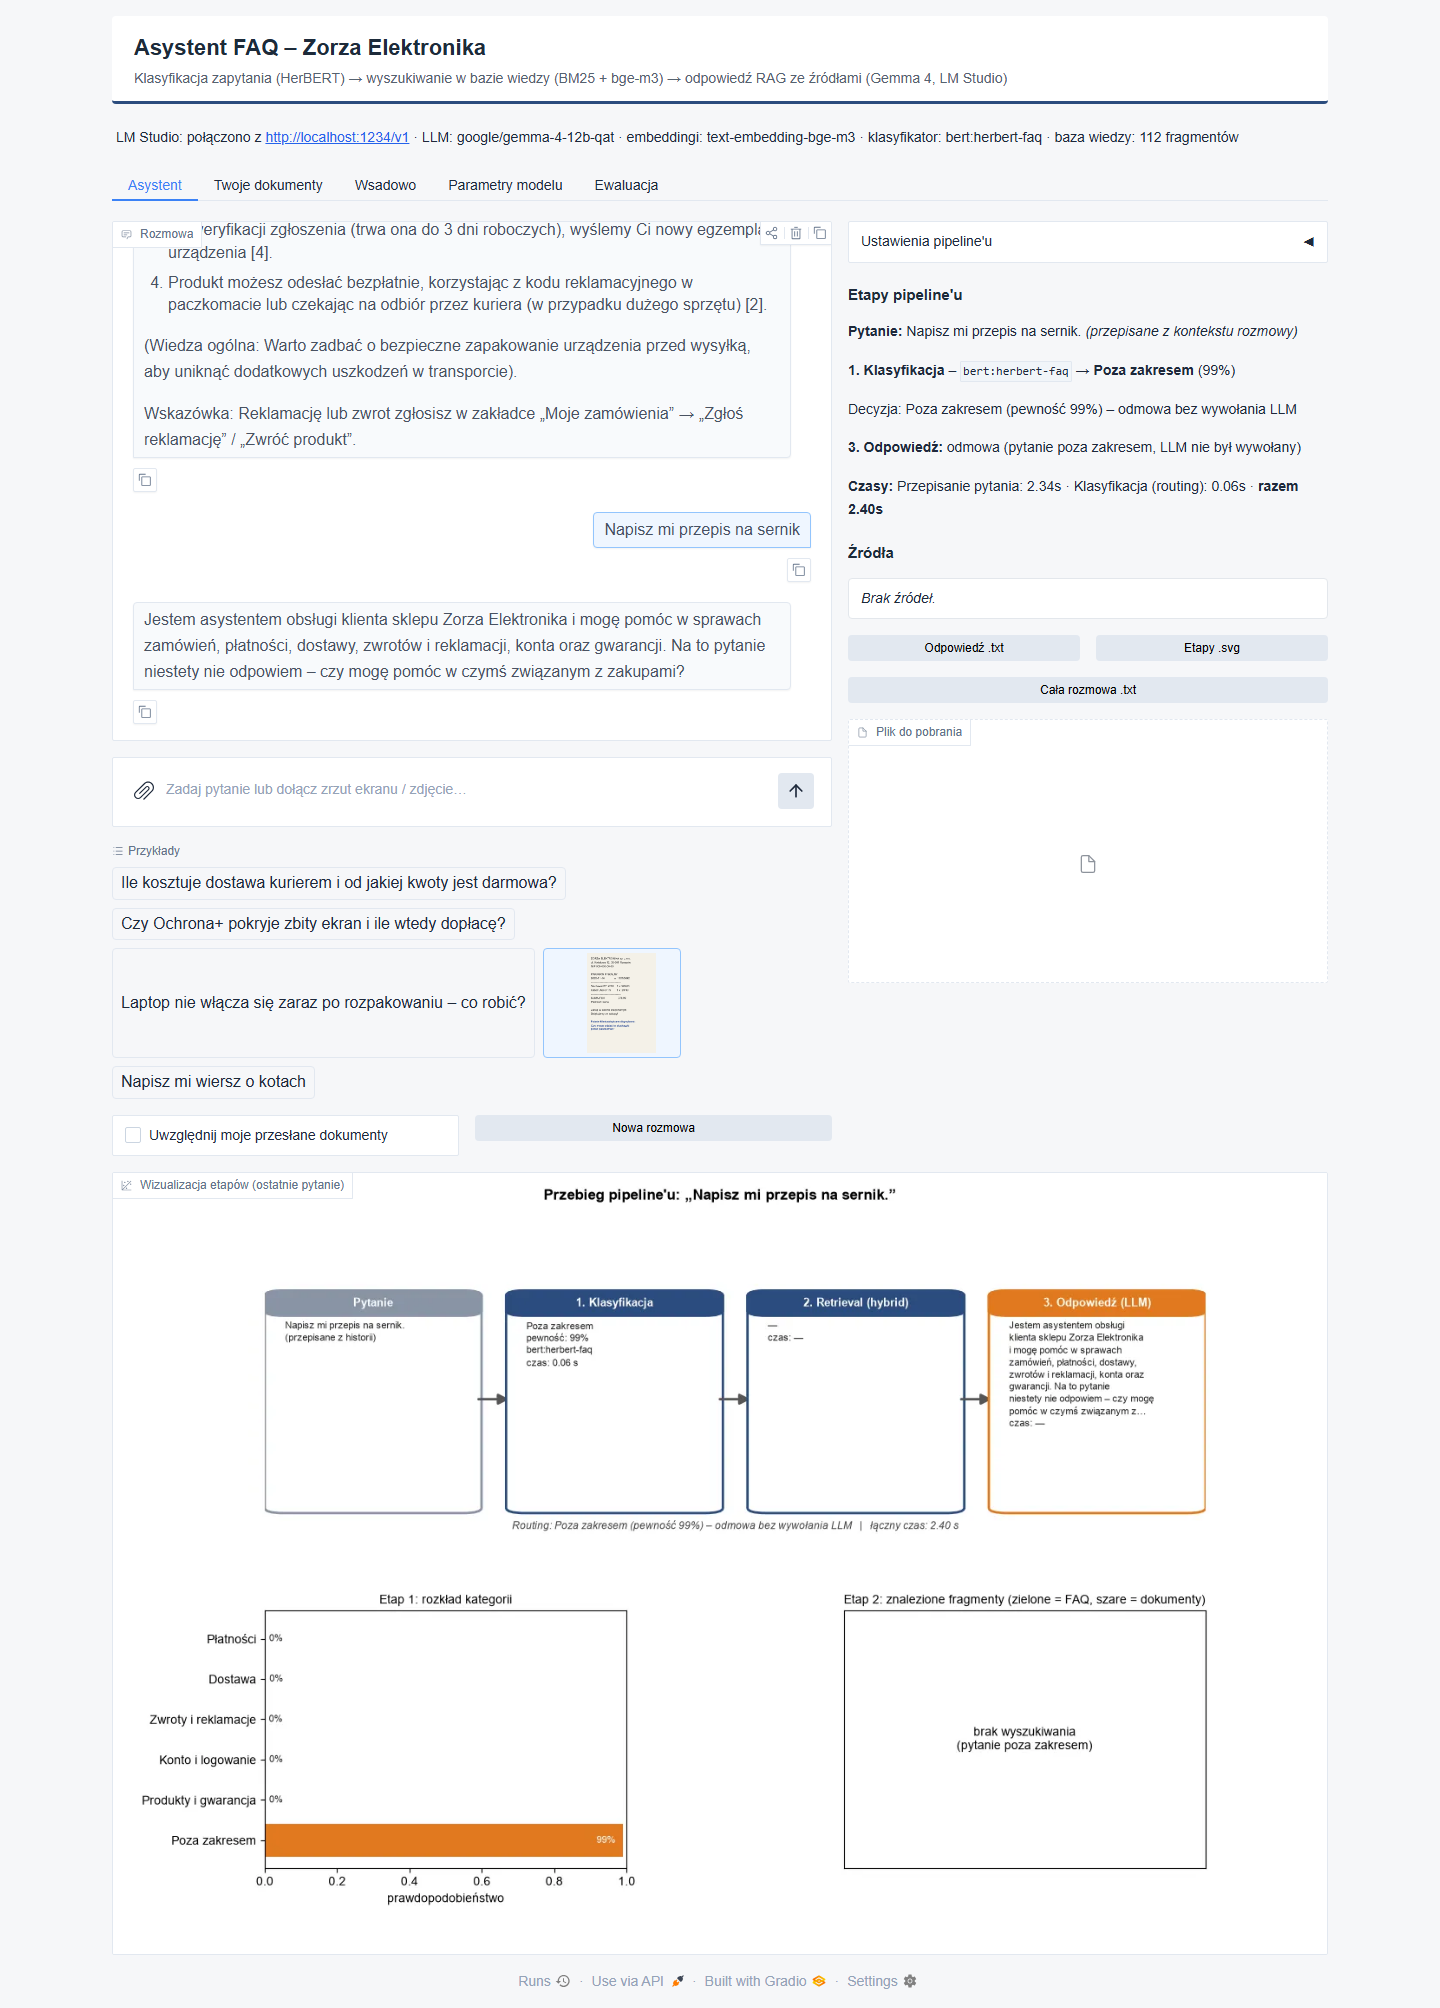 Asystent FAQ – Zorza Elektronika
Klasyfikacja zapytania (HerBERT) → wyszukiwanie w bazie wiedzy (BM25 + bge-m3) → odpowiedź RAG ze źródłami (Gemma 4, LM Studio)
LM Studio: połączono z http://localhost:1234/v1 · LLM: google/gemma-4-12b-qat · embeddingi: text-embedding-bge-m3 · klasyfikator: bert:herbert-faq · baza wiedzy: 112 fragmentów
Asystent
Twoje dokumenty
Wsadowo
Parametry modelu
Ewaluacja
Rozmowa
weryfikacji zgłoszenia (trwa ona do 3 dni roboczych), wyślemy Ci nowy
urządzenia [4].
4. Produkt możesz odesłać bezpłatnie, korzystając z kodu reklamacyjnego w
paczkomacie lub czekając na odbiór przez kuriera (w przypadku dużego sprzętu) [2].
(Wiedza ogólna: Warto zadbać o bezpieczne zapakowanie urządzenia przed wysyłką,
aby uniknąć dodatkowych uszkodzeń w transporcie).
Wskazówka: Reklamację lub zwrot zgłosisz w zakładce „Moje zamówienia” → „Zgłoś
reklamację” / „Zwróć produkt”.
Napisz mi przepis na sernik
Jestem asystentem obsługi klienta sklepu Zorza Elektronika i mogę pomóc w sprawach
zamówień, płatności, dostawy, zwrotów i reklamacji, konta oraz gwarancji. Na to pytanie
niestety nie odpowiem – czy mogę pomóc w czymś związanym z zakupami?
Zadaj pytanie lub dołącz zrzut ekranu / zdjęcie…
Przykłady
Ile kosztuje dostawa kurierem i od jakiej kwoty jest darmowa?
Czy Ochrona+ pokryje zbity ekran i ile wtedy dopłacę?
Laptop nie włącza się zaraz po rozpakowaniu – co robić?
Napisz mi wiersz o kotach
Uwzględnij moje przesłane dokumenty
Nowa rozmowa
Ustawienia pipeline'u
Etapy pipeline'u
Pytanie: Napisz mi przepis na sernik. (przepisane z kontekstu rozmowy)
1. Klasyfikacja – bert:herbert-faq → Poza zakresem (99%)
Decyzja: Poza zakresem (pewność 99%) – odmowa bez wywołania LLM
3. Odpowiedź: odmowa (pytanie poza zakresem, LLM nie był wywołany)
Czasy: Przepisanie pytania: 2.34s · Klasyfikacja (routing): 0.06s · razem
2.40s
Źródła
Brak źródeł.
Odpowiedź .txt
Etapy .svg
Cała rozmowa .txt
Plik do pobrania
Wizualizacja etapów (ostatnie pytanie)
Przebieg pipeline'u: „Napisz mi przepis na sernik.”
Pytanie
Napisz mi przepis na sernik.
(przepisane z historii)
1. Klasyfikacja
Poza zakresem
pewność: 99%
bert:herbert-faq
czas: 0.06 s
2. Retrieval (hybrid)
—
czas: —
3. Odpowiedź (LLM)
Jestem asystentem obsługi
klienta sklepu Zorza Elektronika
i mogę pomóc w sprawach
zamówień, płatności, dostawy,
zwrotów i reklamacji, konta oraz
gwarancji. Na to pytanie
niestety nie odpowiem – czy mogę
pomóc w czymś związanym z…
czas: —
Routing: Poza zakresem (pewność 99%) – odmowa bez wywołania LLM | łączny czas: 2.40 s
Etap 1: rozkład kategorii
Płatności 0%
Dostawa 0%
Zwroty i reklamacje 0%
Konto i logowanie 0%
Produkty i gwarancja 0%
Poza zakresem 99%
0.0 0.2 0.4 0.6 0.8 1.0
prawdopodobieństwo
Etap 2: znalezione fragmenty (zielone = FAQ, szare = dokumenty)
brak wyszukiwania
(pytanie poza zakresem)
Runs · Use via API · Built with Gradio · Settings